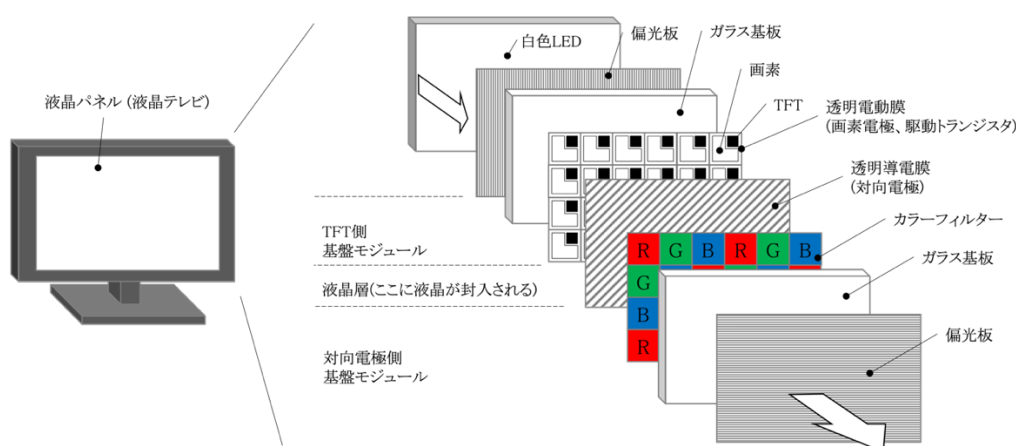 白色LED
偏光板
ガラス基板
画素
TFT
透明電動膜
(画素電極、駆動トランジスタ)
液晶パネル (液晶テレビ)
透明導電膜
(対向電極)
TFT側
基盤モジュール
カラーフィルター
R G B R G B
ガラス基板
液晶層(ここに液晶が封入される)
G
B
R
偏光板
対向電極側
基盤モジュール